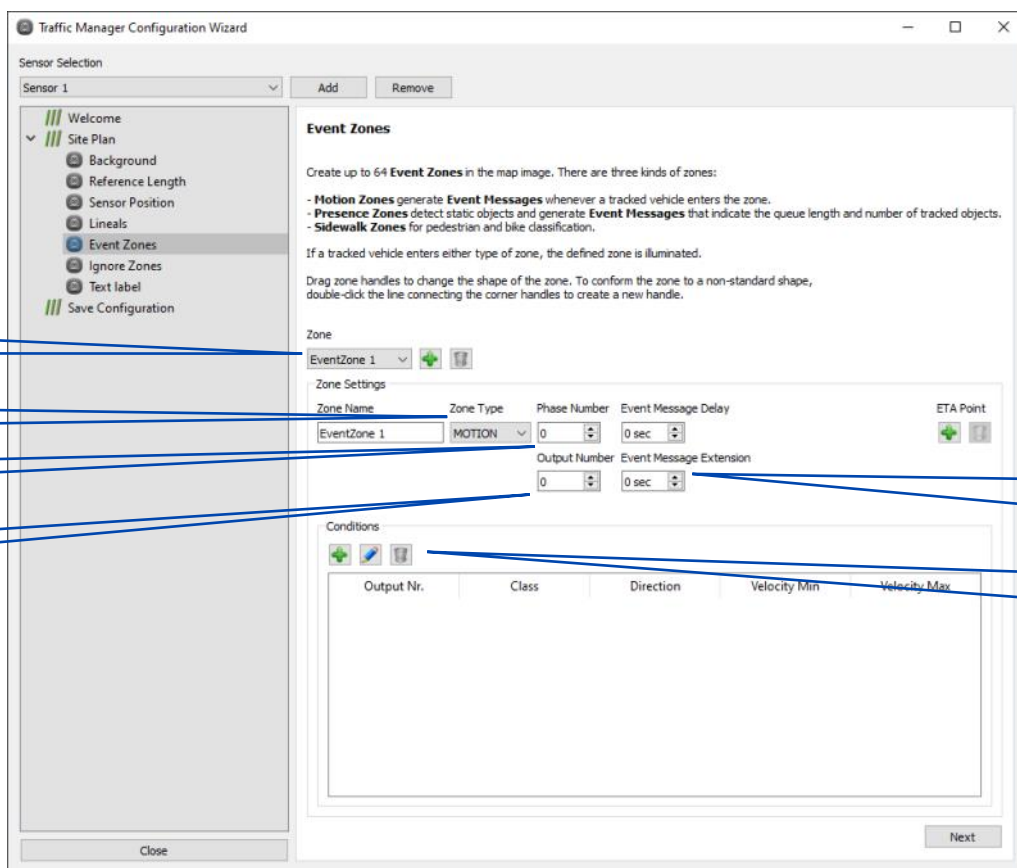 Traffic Manager Configuration Wizard
Sensor Selection
Sensor 1
Add
Remove
Welcome
Site Plan
Background
Reference Length
Sensor Position
Lineals
Event Zones
Ignore Zones
Text label
Save Configuration
Close
Event Zones
Create up to 64 Event Zones in the map image. There are three kinds of zones:
- Motion Zones generate Event Messages whenever a tracked vehicle enters the zone.
- Presence Zones detect static objects and generate Event Messages that indicate the queue length and number of tracked objects.
- Sidewalk Zones for pedestrian and bike classification.
If a tracked vehicle enters either type of zone, the defined zone is illuminated.
Drag zone handles to change the shape of the zone. To conform the zone to a non-standard shape,
double-click the line connecting the corner handles to create a new handle.
Zone
EventZone 1
Zone Settings
Zone Name Zone Type Phase Number Event Message Delay ETA Point
EventZone 1 MOTION 0 0 sec
Output Number Event Message Extension
0 0 sec
Conditions
Output Nr. Class Direction Velocity Min Velocity Max
Next